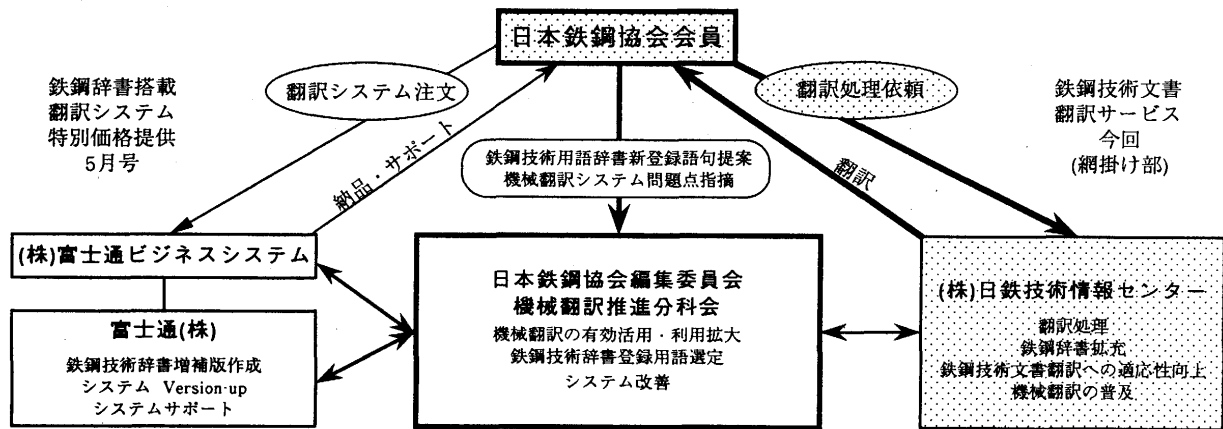 日本鉄鋼協会会員
鉄鋼辞書搭載
翻訳システム
特別価格提供
5月号
翻訳システム注文
納品・サポート
鉄鋼技術用語辞書新登録語句提案
機械翻訳システム問題点指摘
翻訳処理依頼
翻訳
鉄鋼技術文書
翻訳サービス
今回
(網掛け部)
(株)富士通ビジネスシステム
富士通(株)
鉄鋼技術辞書増補版作成
システム Version-up
システムサポート
日本鉄鋼協会編集委員会
機械翻訳推進分科会
機械翻訳の有効活用・利用拡大
鉄鋼技術辞書登録用語選定
システム改善
(株)日鉄技術情報センター
翻訳処理
鉄鋼辞書拡充
鉄鋼技術文書翻訳への適応性向上
機械翻訳の普及